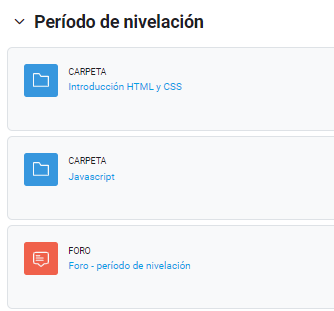 Período de nivelación
CARPETA
Introducción HTML y CSS
CARPETA
Javascript
FORO
Foro - período de nivelación